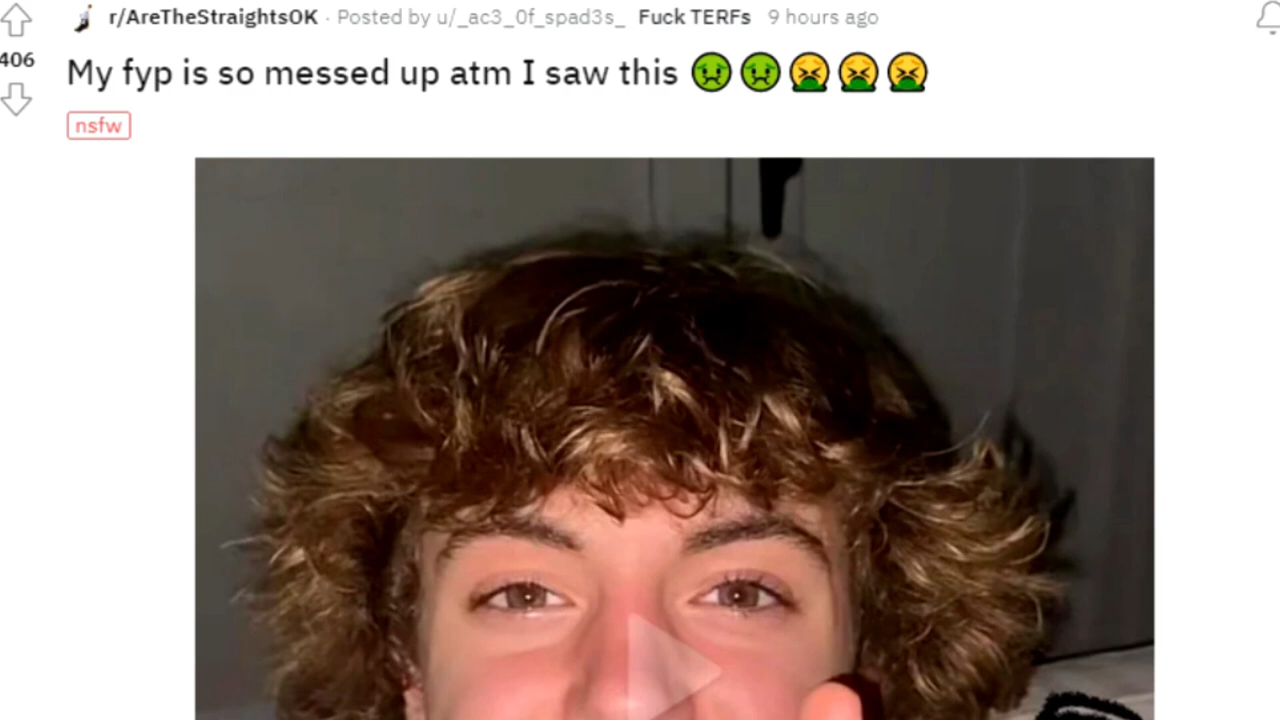 r/AreTheStraightsOK · Posted by u/_ac3_0f_spad3s_ Fuck TERFs 9 hours ago
406
My fyp is so messed up atm I saw this 🤢🤢🤮🤮🤮
nsfw